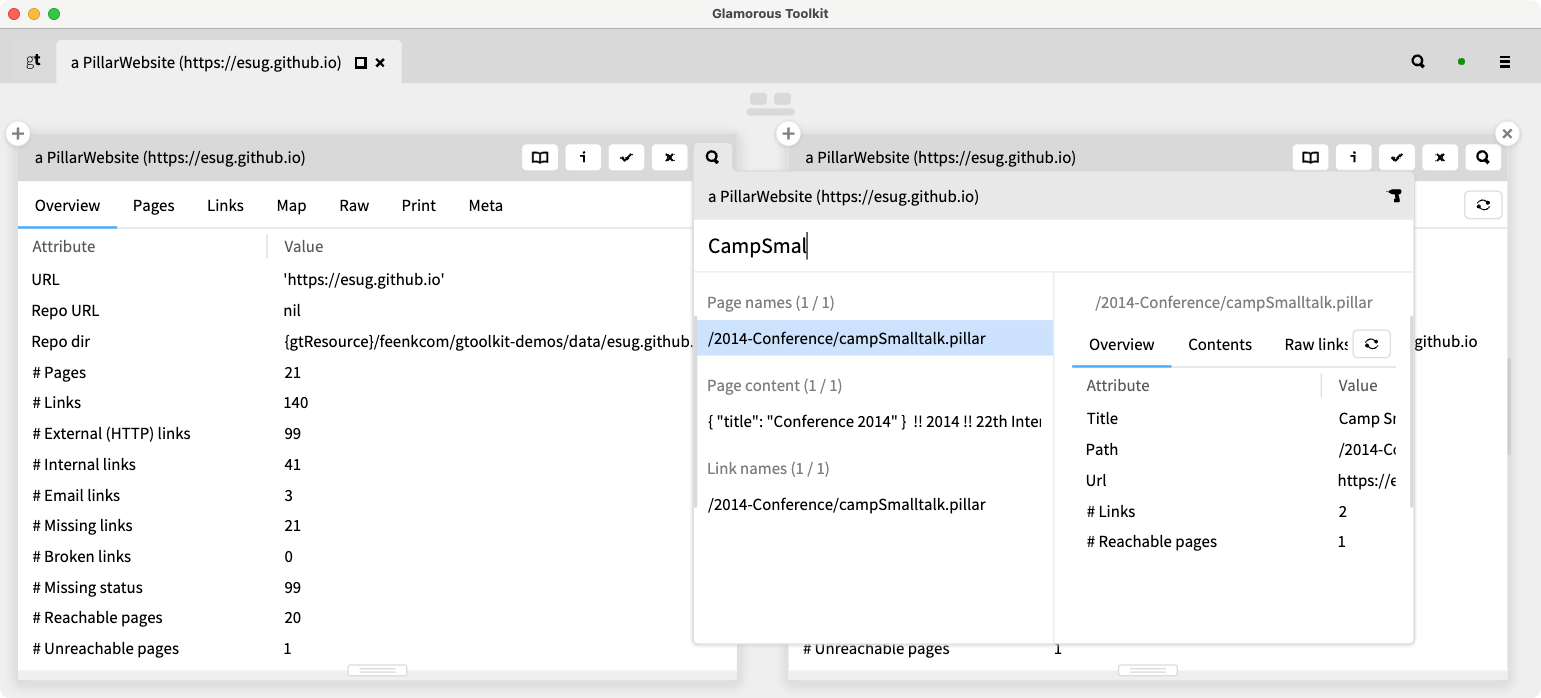 Glamorous Toolkit
gt
a PillarWebsite (https://esug.github.io)
a PillarWebsite (https://esug.github.io)
Overview Pages Links Map Raw Print Meta
Attribute Value
URL 'https://esug.github.io'
Repo URL nil
Repo dir {gtResource}/feenkcom/gtoolkit-demos/data/esug.github.
# Pages 21
# Links 140
# External (HTTP) links 99
# Internal links 41
# Email links 3
# Missing links 21
# Broken links 0
# Missing status 99
# Reachable pages 20
# Unreachable pages 1
a PillarWebsite (https://esug.github.io)
a PillarWebsite (https://esug.github.io)
CampSmal
Page names (1 / 1)
/2014-Conference/campSmalltalk.pillar
Page content (1 / 1)
{ "title": "Conference 2014" } !! 2014 !! 22th Inter
Link names (1 / 1)
/2014-Conference/campSmalltalk.pillar
/2014-Conference/campSmalltalk.pillar
Overview Contents Raw links
Attribute Value
Title Camp Sm
Path /2014-Co
Url https://e
# Links 2
# Reachable pages 1
github.io
# Unreachable pages 1